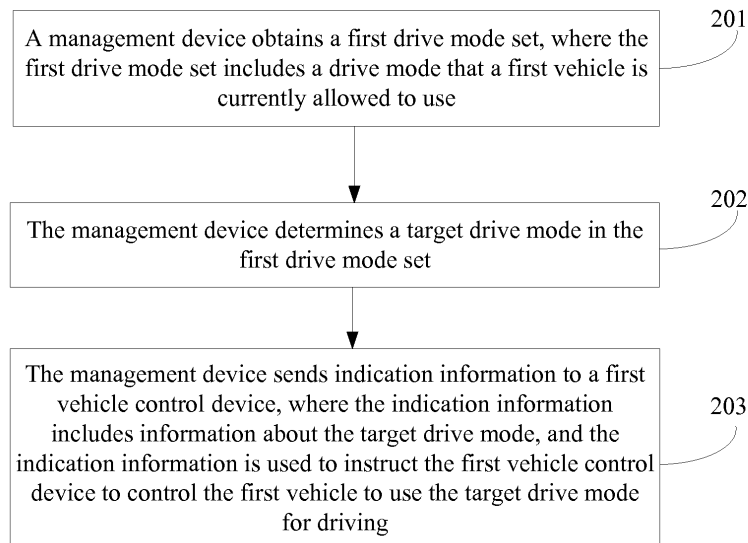 201
A management device obtains a first drive mode set, where the
first drive mode set includes a drive mode that a first vehicle is
currently allowed to use
202
The management device determines a target drive mode in the
first drive mode set
The management device sends indication information to a first
vehicle control device, where the indication information
includes information about the target drive mode, and the
203
indication information is used to instruct the first vehicle control
device to control the first vehicle to use the target drive mode
for driving